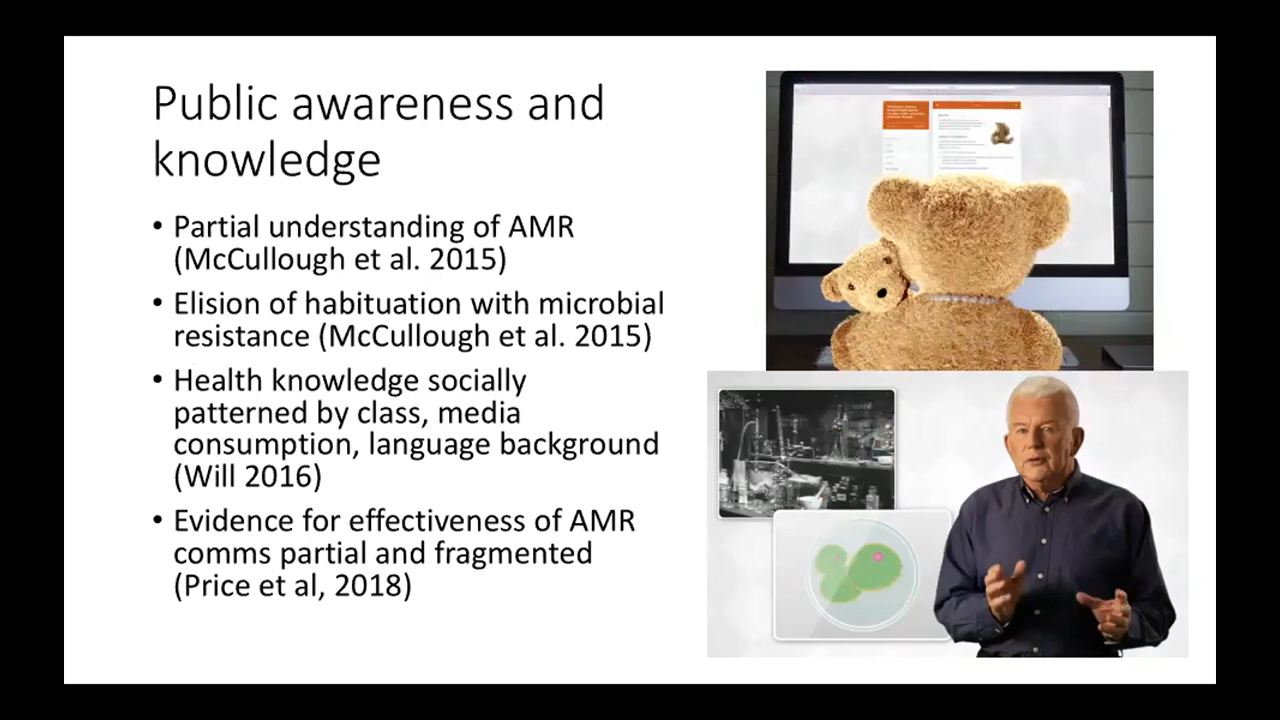 Public awareness and
knowledge
• Partial understanding of AMR
(McCullough et al. 2015)
• Elision of habituation with microbial
resistance (McCullough et al. 2015)
• Health knowledge socially
patterned by class, media
consumption, language background
(Will 2016)
• Evidence for effectiveness of AMR
comms partial and fragmented
(Price et al, 2018)